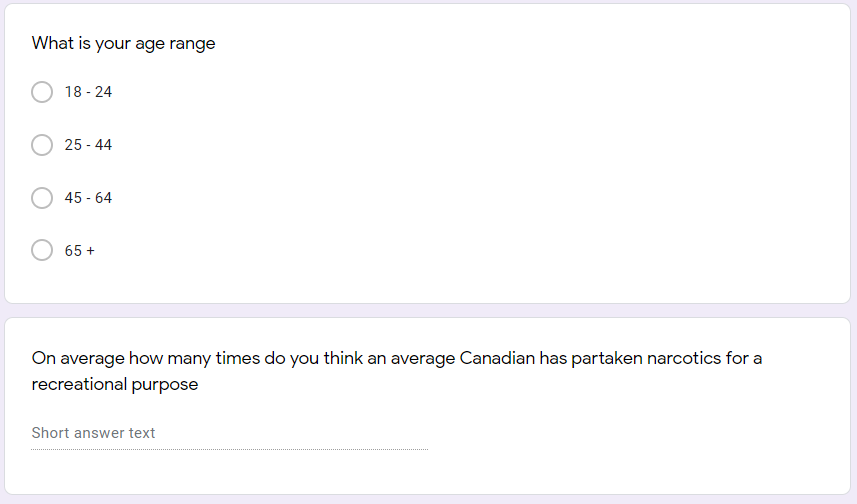 What is your age range
18 - 24
25 - 44
45 - 64
65 +
On average how many times do you think an average Canadian has partaken narcotics for a
recreational purpose
Short answer text